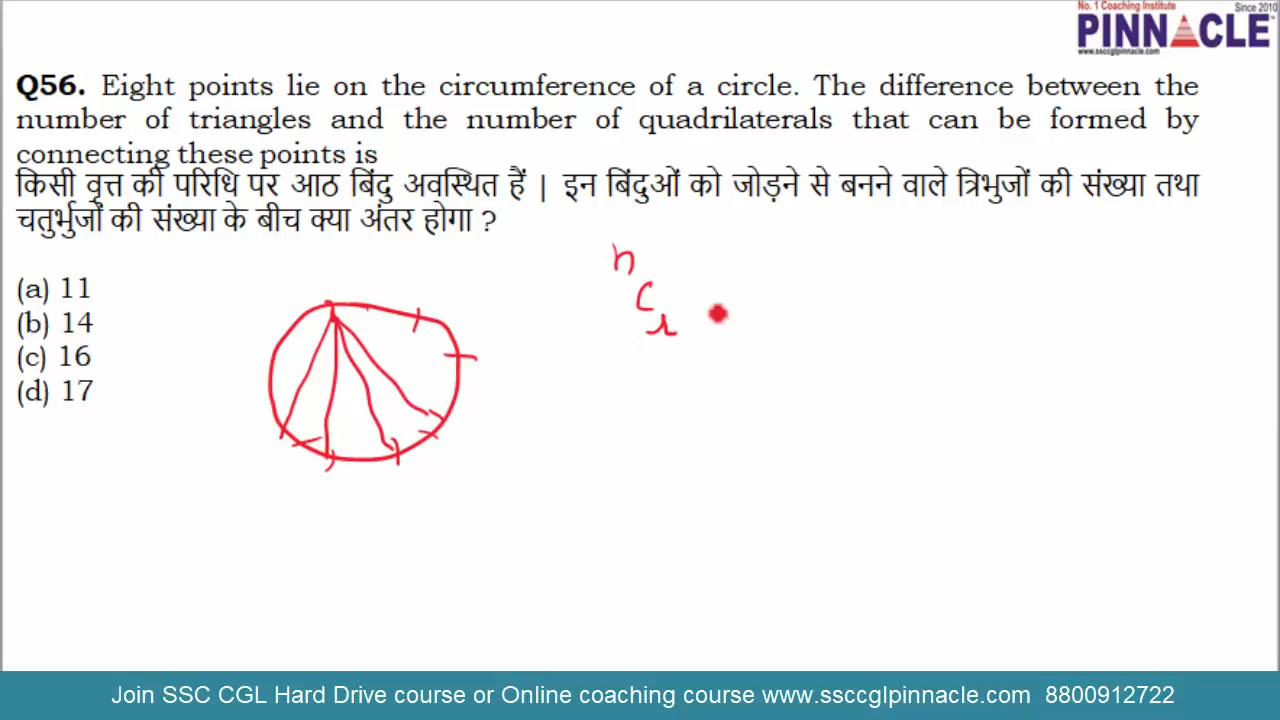 No. 1 Coaching Institute
Since 2010
PINNACLE
www.ssccglpinnacle.com
Q56. Eight points lie on the circumference of a circle. The difference between the
number of triangles and the number of quadrilaterals that can be formed by
connecting these points is
किसी वृत्त की परिधि पर आठ बिंदु अवस्थित हैं | इन बिंदुओं को जोड़ने से बनने वाले त्रिभुजों की संख्या तथा
चतुर्भुजों की संख्या के बीच क्या अंतर होगा ?
(a) 11
(b) 14
(c) 16
(d) 17
n
C
r
Join SSC CGL Hard Drive course or Online coaching course www.ssccglpinnacle.com 8800912722